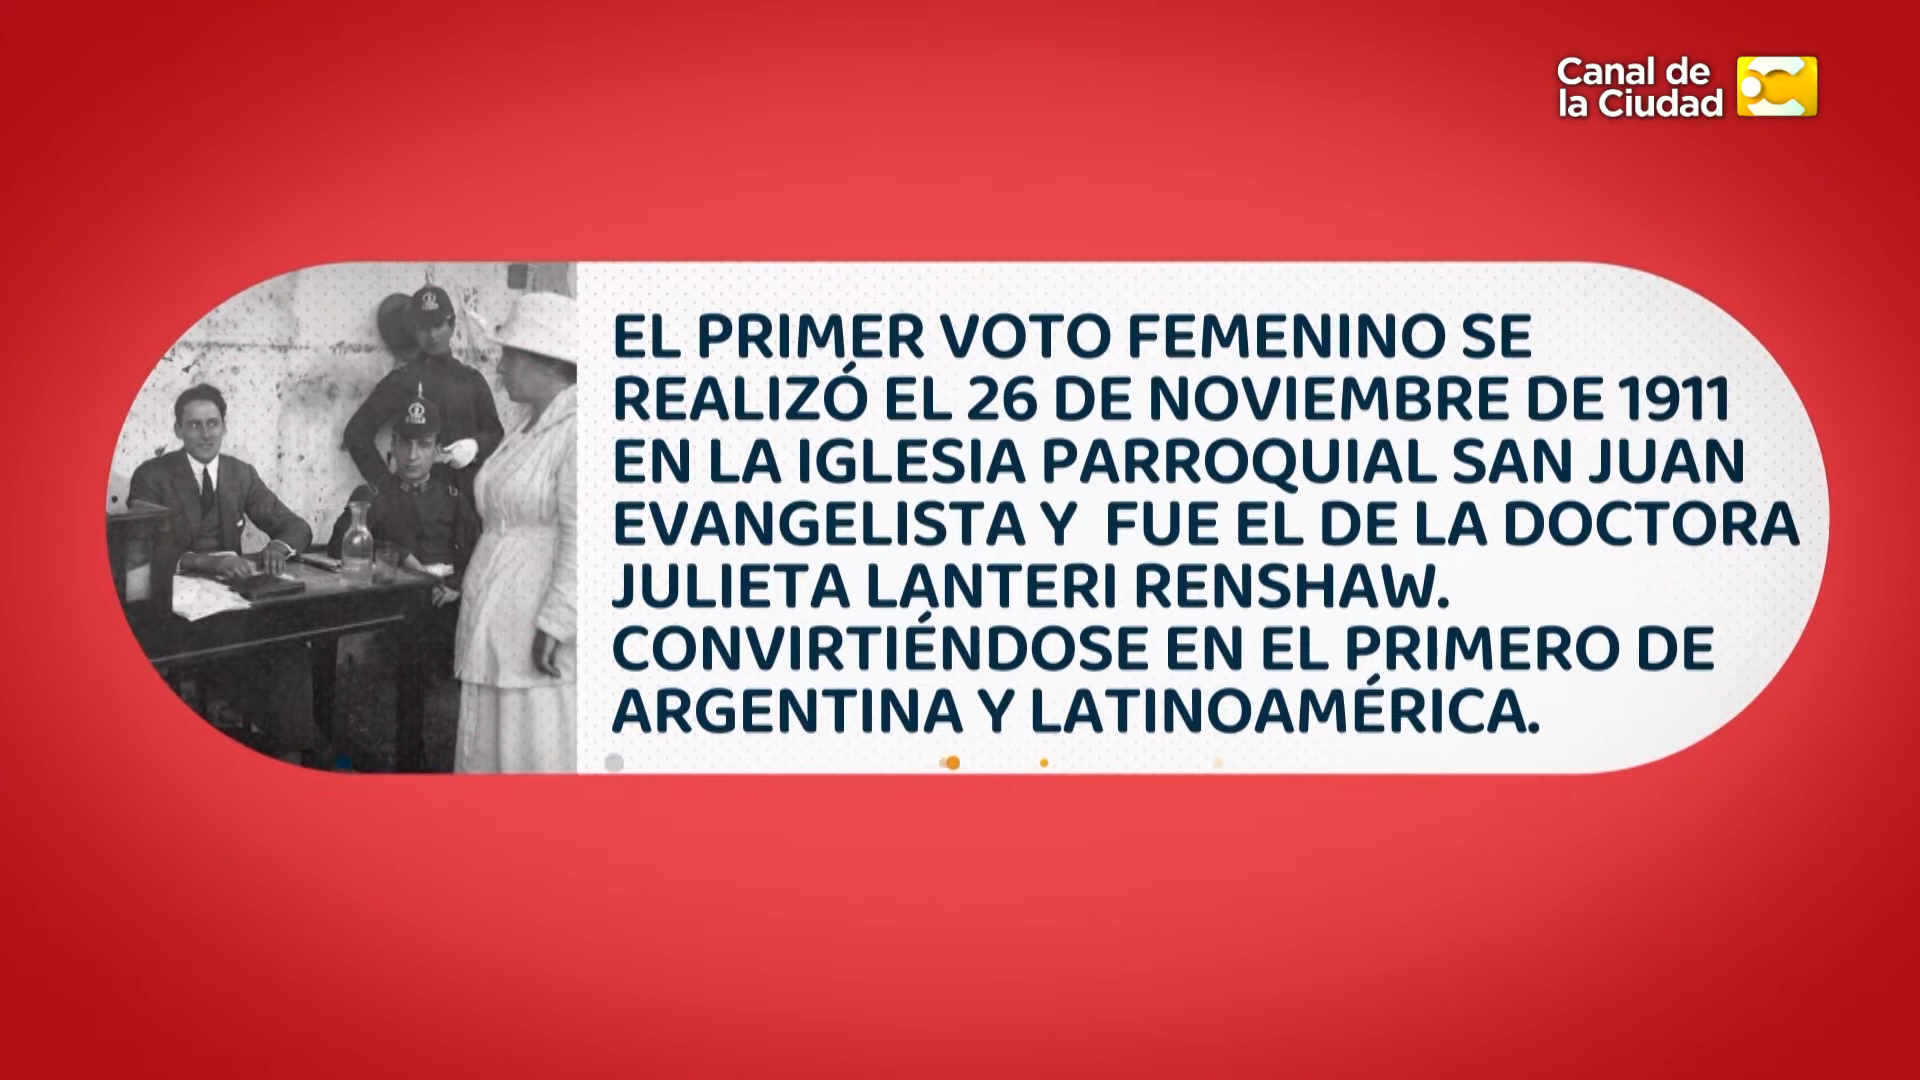 Canal de
la Ciudad
EL PRIMER VOTO FEMENINO SE
REALIZÓ EL 26 DE NOVIEMBRE DE 1911
EN LA IGLESIA PARROQUIAL SAN JUAN
EVANGELISTA Y  FUE EL DE LA DOCTORA
JULIETA LANTERI RENSHAW.
CONVIRTIÉNDOSE EN EL PRIMERO DE
ARGENTINA Y LATINOAMÉRICA.